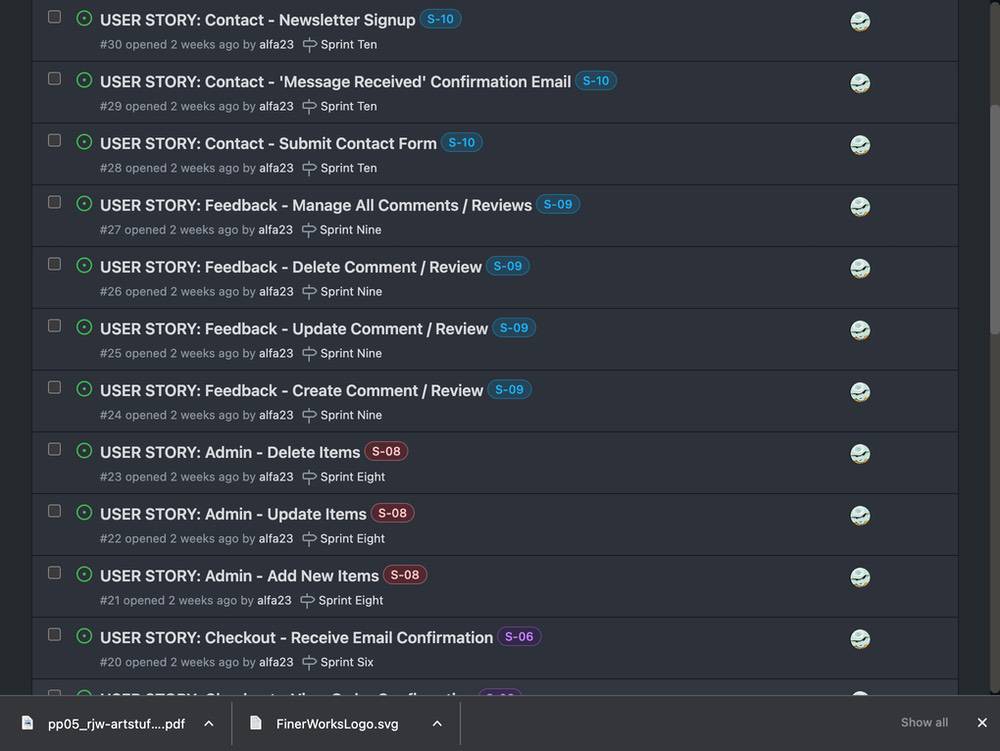 USER STORY: Contact - Newsletter Signup S-10
#30 opened 2 weeks ago by alfa23 Sprint Ten
USER STORY: Contact - 'Message Received' Confirmation Email S-10
#29 opened 2 weeks ago by alfa23 Sprint Ten
USER STORY: Contact - Submit Contact Form S-10
#28 opened 2 weeks ago by alfa23 Sprint Ten
USER STORY: Feedback - Manage All Comments / Reviews S-09
#27 opened 2 weeks ago by alfa23 Sprint Nine
USER STORY: Feedback - Delete Comment / Review S-09
#26 opened 2 weeks ago by alfa23 Sprint Nine
USER STORY: Feedback - Update Comment / Review S-09
#25 opened 2 weeks ago by alfa23 Sprint Nine
USER STORY: Feedback - Create Comment / Review S-09
#24 opened 2 weeks ago by alfa23 Sprint Nine
USER STORY: Admin - Delete Items S-08
#23 opened 2 weeks ago by alfa23 Sprint Eight
USER STORY: Admin - Update Items S-08
#22 opened 2 weeks ago by alfa23 Sprint Eight
USER STORY: Admin - Add New Items S-08
#21 opened 2 weeks ago by alfa23 Sprint Eight
USER STORY: Checkout - Receive Email Confirmation S-06
#20 opened 2 weeks ago by alfa23 Sprint Six
pp05_rjw-artstuf....pdf FinerWorksLogo.svg Show all